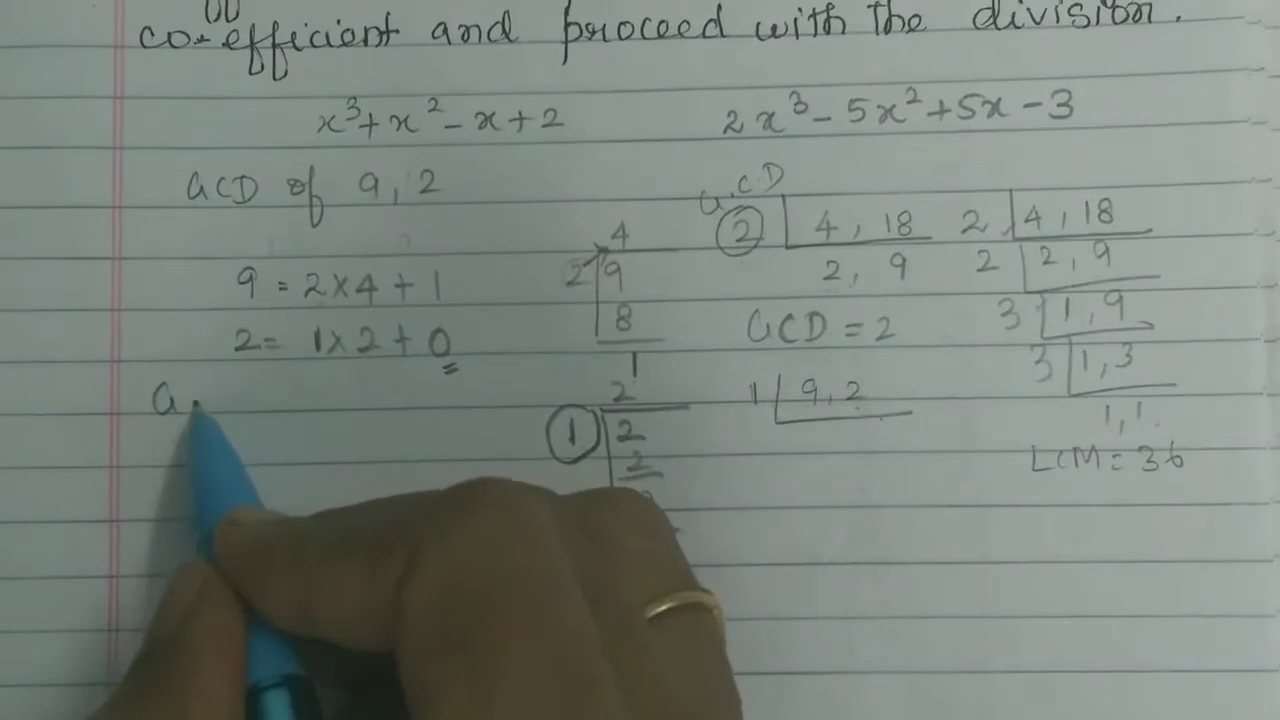 co-efficient and proceed with the division.
x³+x²-x+2 2x³-5x²+5x-3
GCD of 9, 2
9 = 2×4+1
2 = 1×2+0
G.
4
2 9
8
1
2
1 2
2
G.CD
2 4, 18
2, 9
GCD = 2
1 9, 2
2 4, 18
2 2, 9
3 1, 9
3 1, 3
1, 1.
LCM = 36